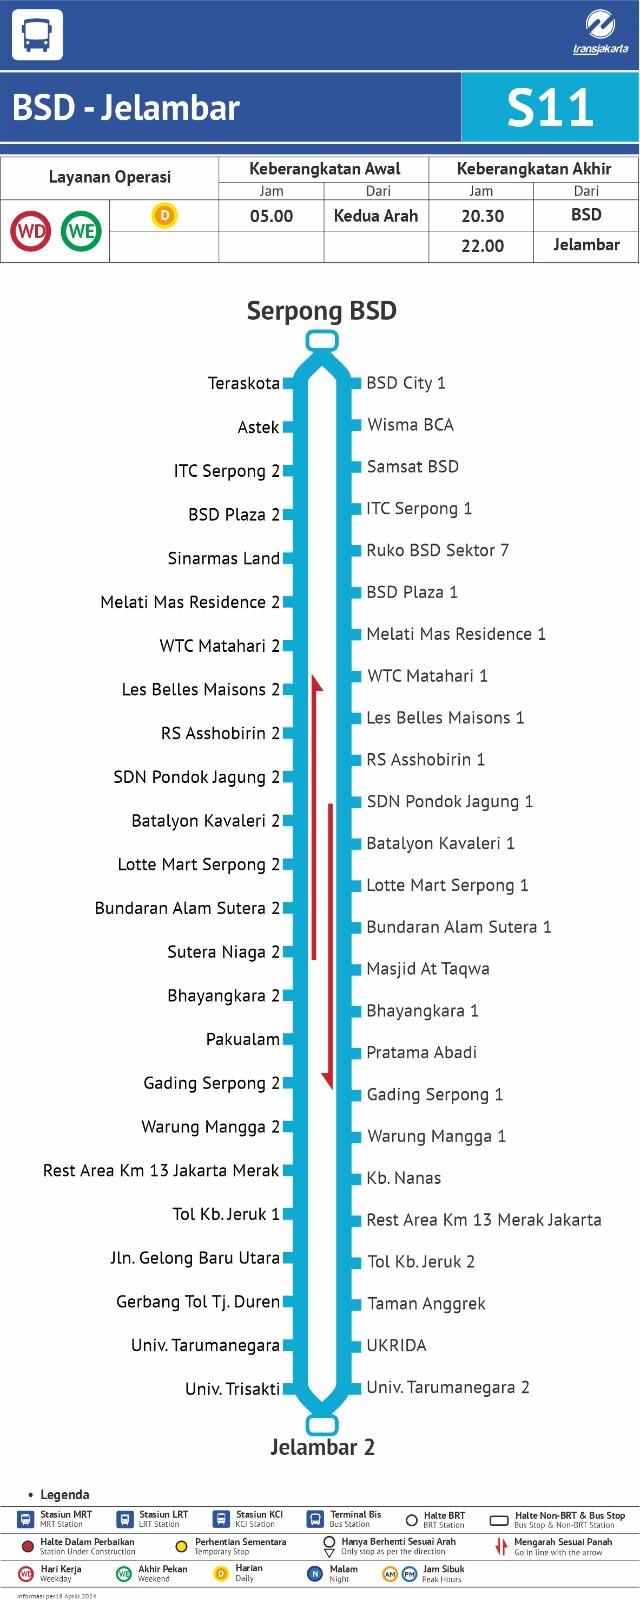 transjakarta
BSD - Jelambar
S11
Layanan Operasi
Keberangkatan Awal
Keberangkatan Akhir
Jam
Dari
Jam
Dari
WD
WE
D
05.00
Kedua Arah
20.30
BSD
22.00
Jelambar
Serpong BSD
Teraskota
Astek
ITC Serpong 2
BSD Plaza 2
Sinarmas Land
Melati Mas Residence 2
WTC Matahari 2
Les Belles Maisons 2
RS Asshobirin 2
SDN Pondok Jagung 2
Batalyon Kavaleri 2
Lotte Mart Serpong 2
Bundaran Alam Sutera 2
Sutera Niaga 2
Bhayangkara 2
Pakualam
Gading Serpong 2
Warung Mangga 2
Rest Area Km 13 Jakarta Merak
Tol Kb. Jeruk 1
Jln. Gelong Baru Utara
Gerbang Tol Tj. Duren
Univ. Tarumanegara
Univ. Trisakti
BSD City 1
Wisma BCA
Samsat BSD
ITC Serpong 1
Ruko BSD Sektor 7
BSD Plaza 1
Melati Mas Residence 1
WTC Matahari 1
Les Belles Maisons 1
RS Asshobirin 1
SDN Pondok Jagung 1
Batalyon Kavaleri 1
Lotte Mart Serpong 1
Bundaran Alam Sutera 1
Masjid At Taqwa
Bhayangkara 1
Pratama Abadi
Gading Serpong 1
Warung Mangga 1
Kb. Nanas
Rest Area Km 13 Merak Jakarta
Tol Kb. Jeruk 2
Taman Anggrek
UKRIDA
Univ. Tarumanegara 2
Jelambar 2
• Legenda
Stasiun MRT
MRT Station
Stasiun LRT
LRT Station
Stasiun KCI
KCI Station
Terminal Bis
Bus Station
Halte BRT
BRT Station
Halte Non-BRT & Bus Stop
Bus Stop & Non-BRT Station
Halte Dalam Perbaikan
Station Under Construction
Perhentian Sementara
Temporary Stop
Hanya Berhenti Sesuai Arah
Only stop as per the direction
Mengarah Sesuai Panah
Go in line with the arrow
WD
Hari Kerja
Weekday
WE
Akhir Pekan
Weekend
D
Harian
Daily
N
Malam
Night
AM
PM
Jam Sibuk
Peak Hours
Informasi per18 Aprill 2024